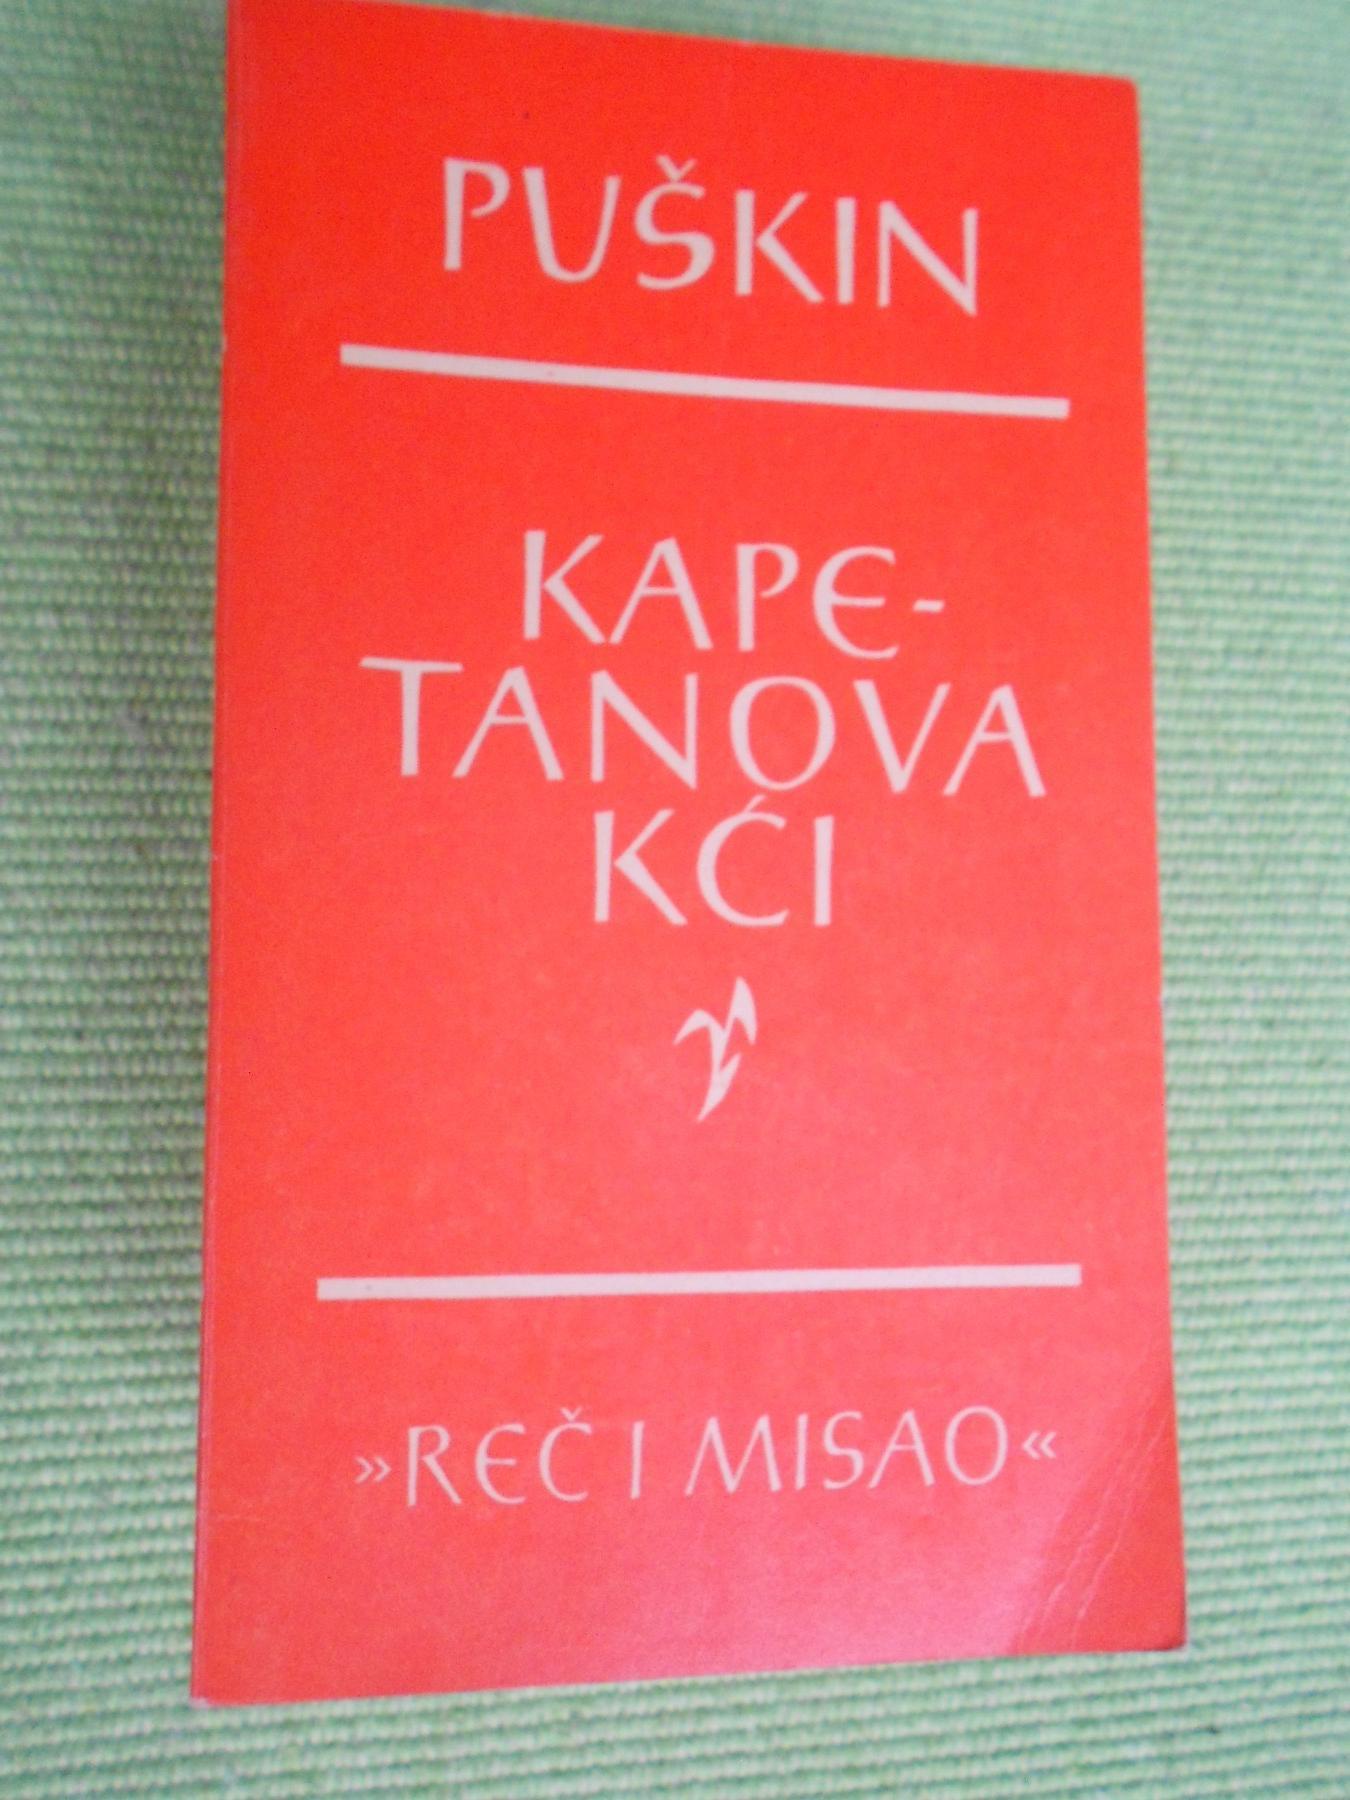 PUŠKIN
KAPE-
TANOVA
KĆI
»REČ I MISAO«